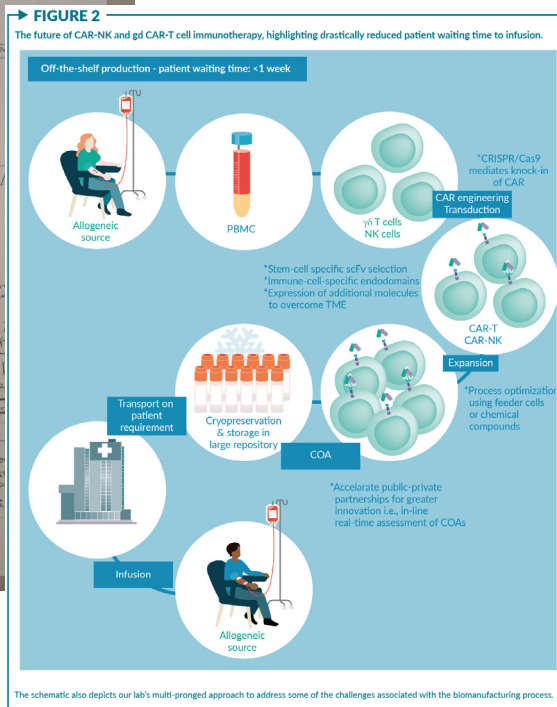 FIGURE 2
The future of CAR-NK and gd CAR-T cell immunotherapy, highlighting drastically reduced patient waiting time to infusion.
Off-the-shelf production - patient waiting time: <1 week
Allogeneic
source
PBMC
γδ T cells
NK cells
*CRISPR/Cas9
mediates knock-in
of CAR
CAR engineering
Transduction
*Stem-cell specific scFv selection
*Immune-cell-specific endodomains
*Expression of additional molecules
to overcome TME
CAR-T
CAR-NK
Expansion
*Process optimization
using feeder cells
or chemical
compounds
COA
*Accelarate public-private
partnerships for greater
innovation i.e., in-line
real-time assessment of COAs
Cryopreservation
& storage in
large repository
Transport on
patient
requirement
Infusion
Allogeneic
source
The schematic also depicts our lab's multi-pronged approach to address some of the challenges associated with the biomanufacturing process.